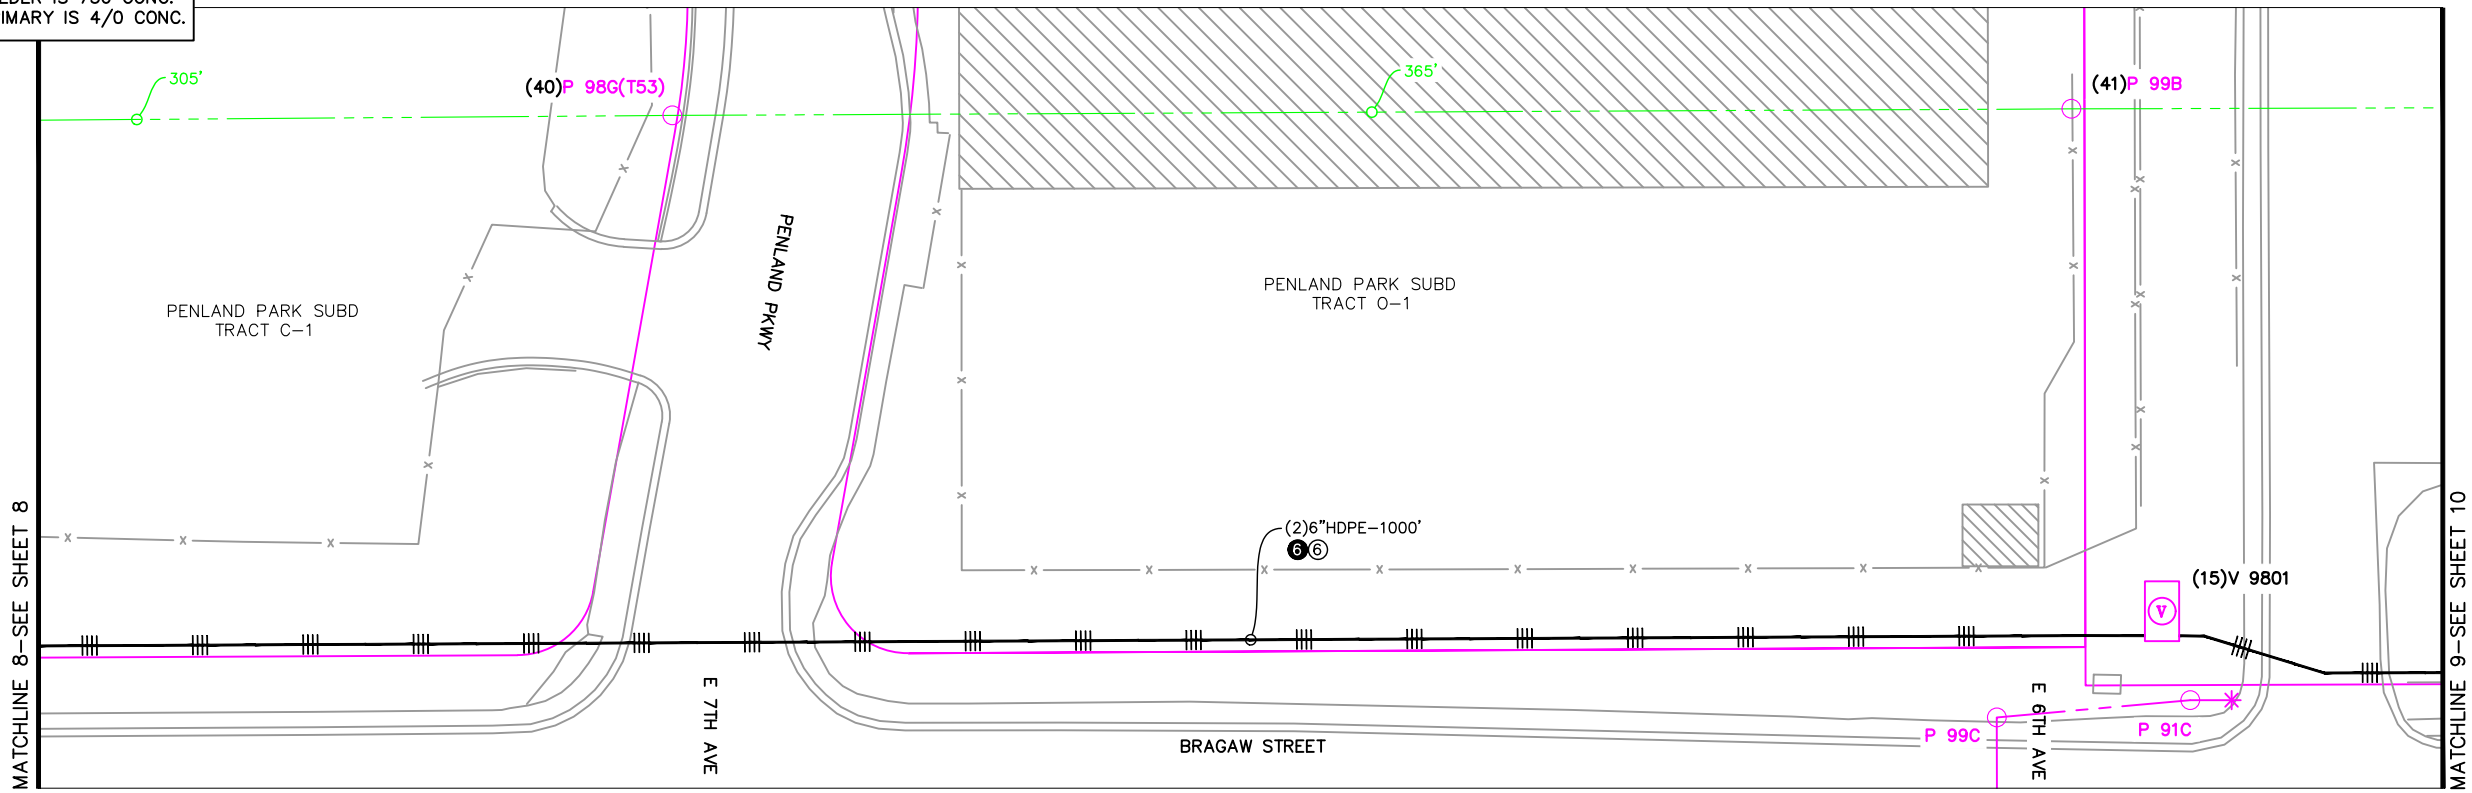 IMARY IS 4/0 CONC.
305'
(40)P 98G(T53)
365'
(41)P 99B
PENLAND PKWY
PENLAND PARK SUBD
TRACT C-1
PENLAND PARK SUBD
TRACT O-1
(2)6"HDPE-1000'
6 6
(15)V 9801
V
MATCHLINE 8-SEE SHEET 8
MATCHLINE 9-SEE SHEET 10
E 7TH AVE
E 6TH AVE
P 99C
P 91C
BRAGAW STREET